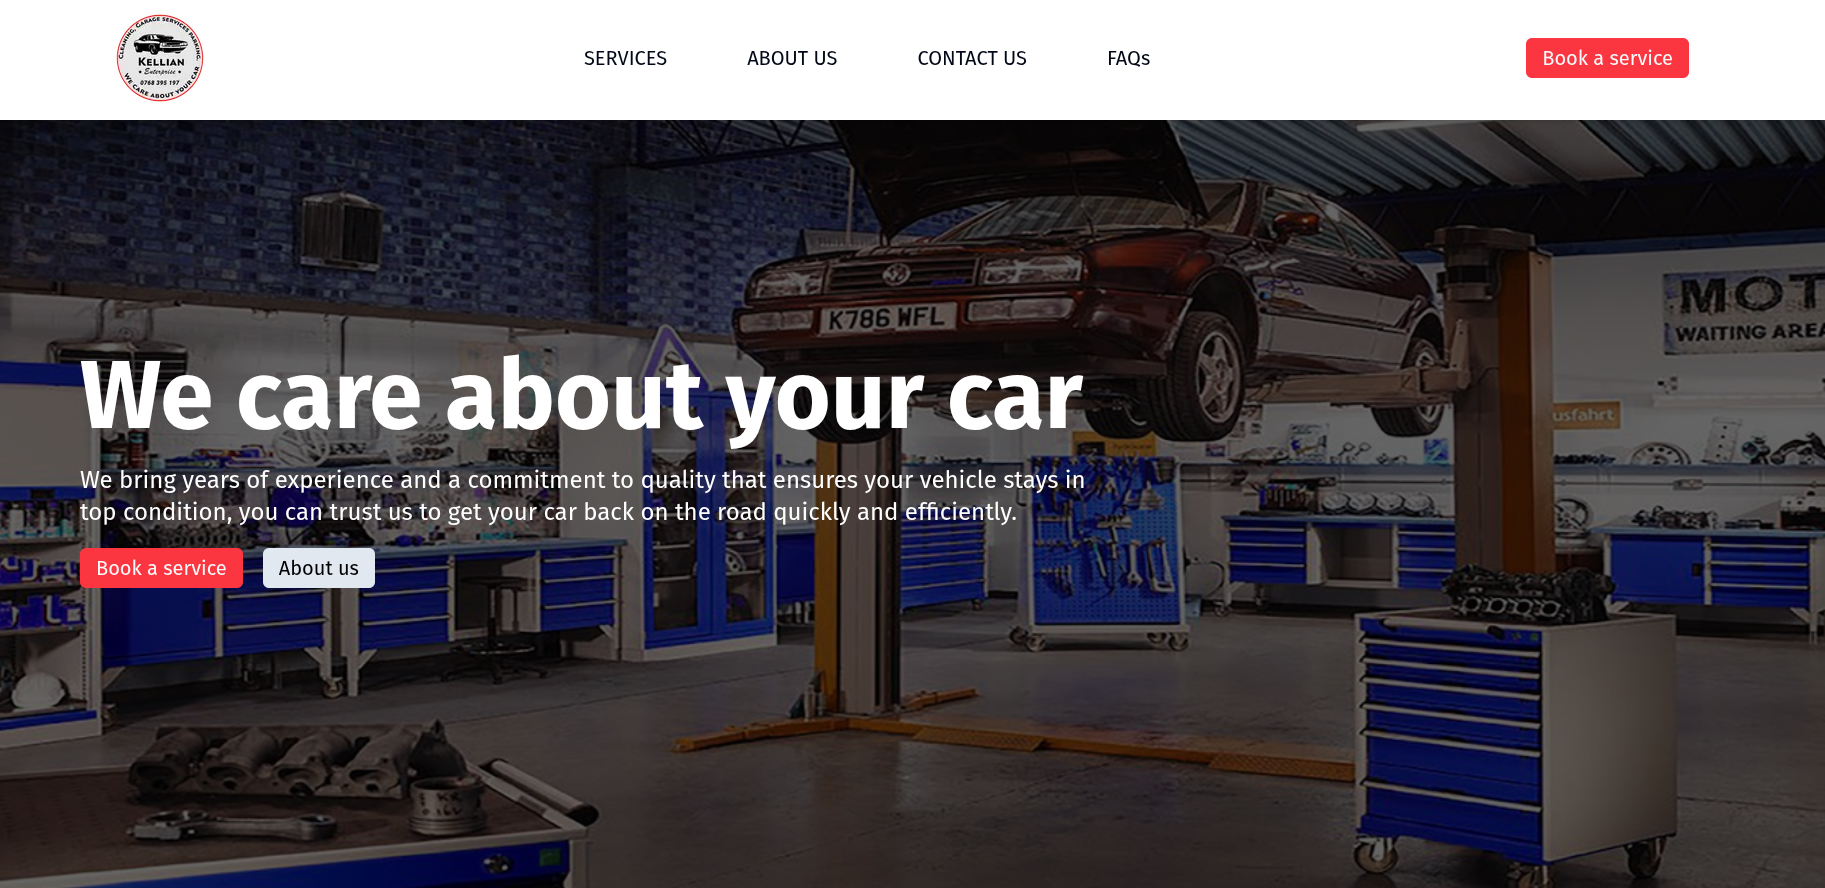 CLEANING, GARAGE SERVICES PARKING.
KELLIAN
• Enterprise •
0768 395 197
WE CARE ABOUT YOUR CAR
SERVICES
ABOUT US
CONTACT US
FAQs
Book a service
MOT
WAITING AREA
K786 WFL
usfahrt
We care about your car
We bring years of experience and a commitment to quality that ensures your vehicle stays in
top condition, you can trust us to get your car back on the road quickly and efficiently.
Book a service
About us